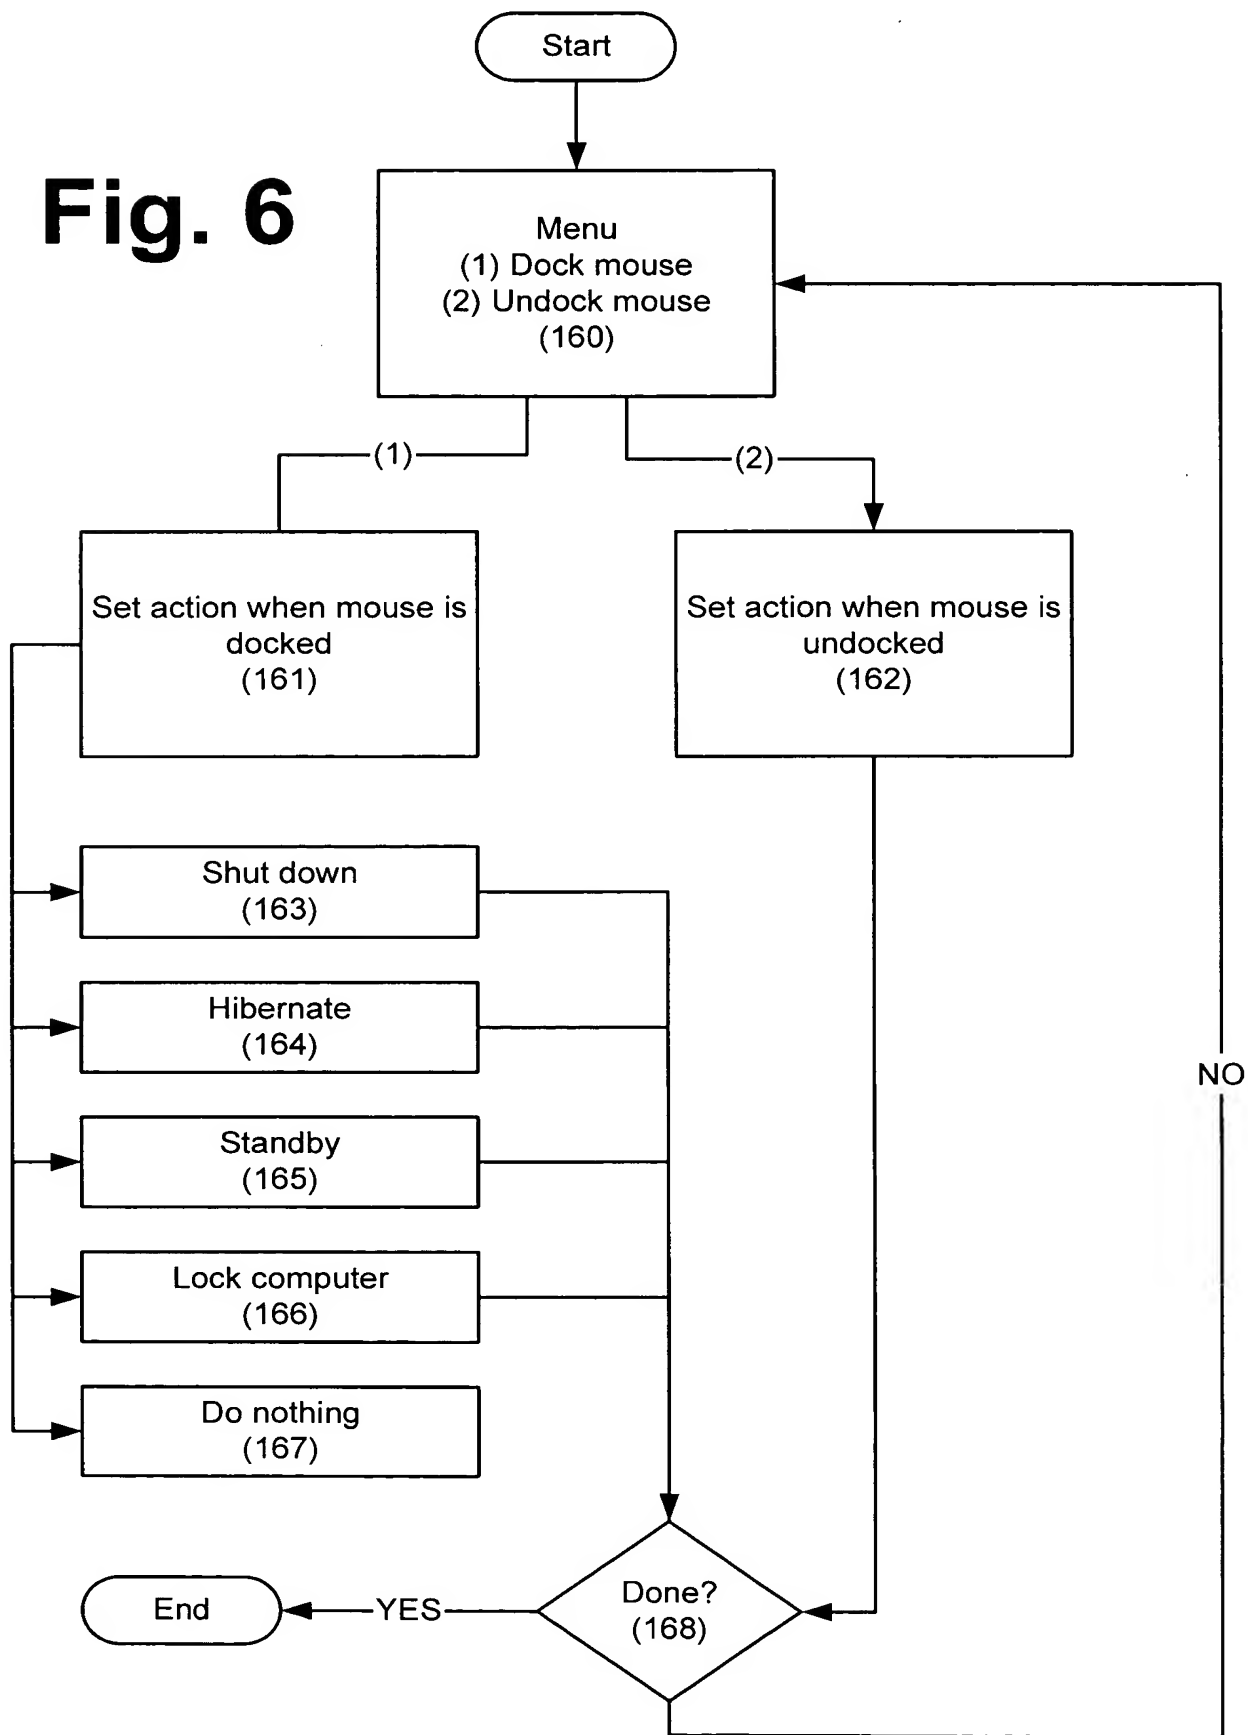 Start
Fig. 6
Menu
(1) Dock mouse
(2) Undock mouse
(160)
(1)
(2)
Set action when mouse is
docked
(161)
Set action when mouse is
undocked
(162)
Shut down
(163)
Hibernate
(164)
NO
Standby
(165)
Lock computer
(166)
Do nothing
(167)
Done?
(168)
YES
End